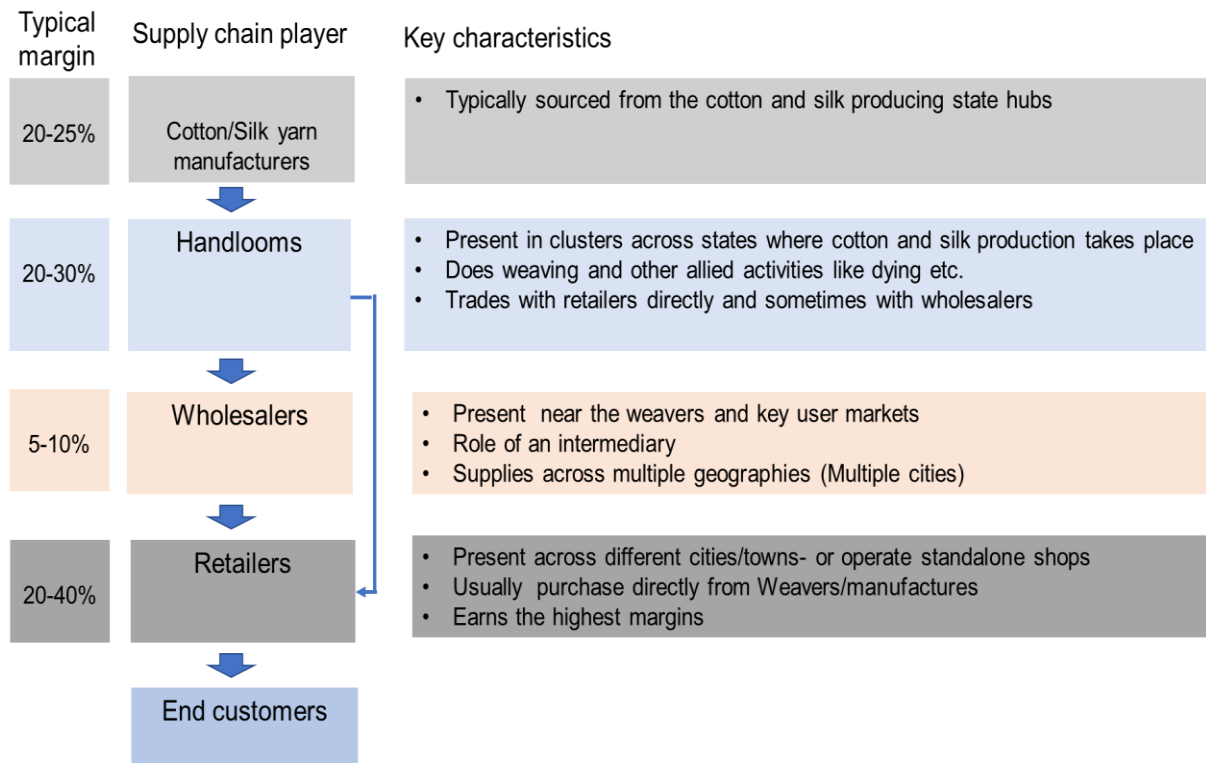 Typical
margin
Supply chain player
Key characteristics
20-25%
Cotton/Silk yarn
manufacturers
• Typically sourced from the cotton and silk producing state hubs
20-30%
Handlooms
• Present in clusters across states where cotton and silk production takes place
• Does weaving and other allied activities like dying etc.
• Trades with retailers directly and sometimes with wholesalers
5-10%
Wholesalers
• Present near the weavers and key user markets
• Role of an intermediary
• Supplies across multiple geographies (Multiple cities)
20-40%
Retailers
• Present across different cities/towns- or operate standalone shops
• Usually purchase directly from Weavers/manufactures
• Earns the highest margins
End customers